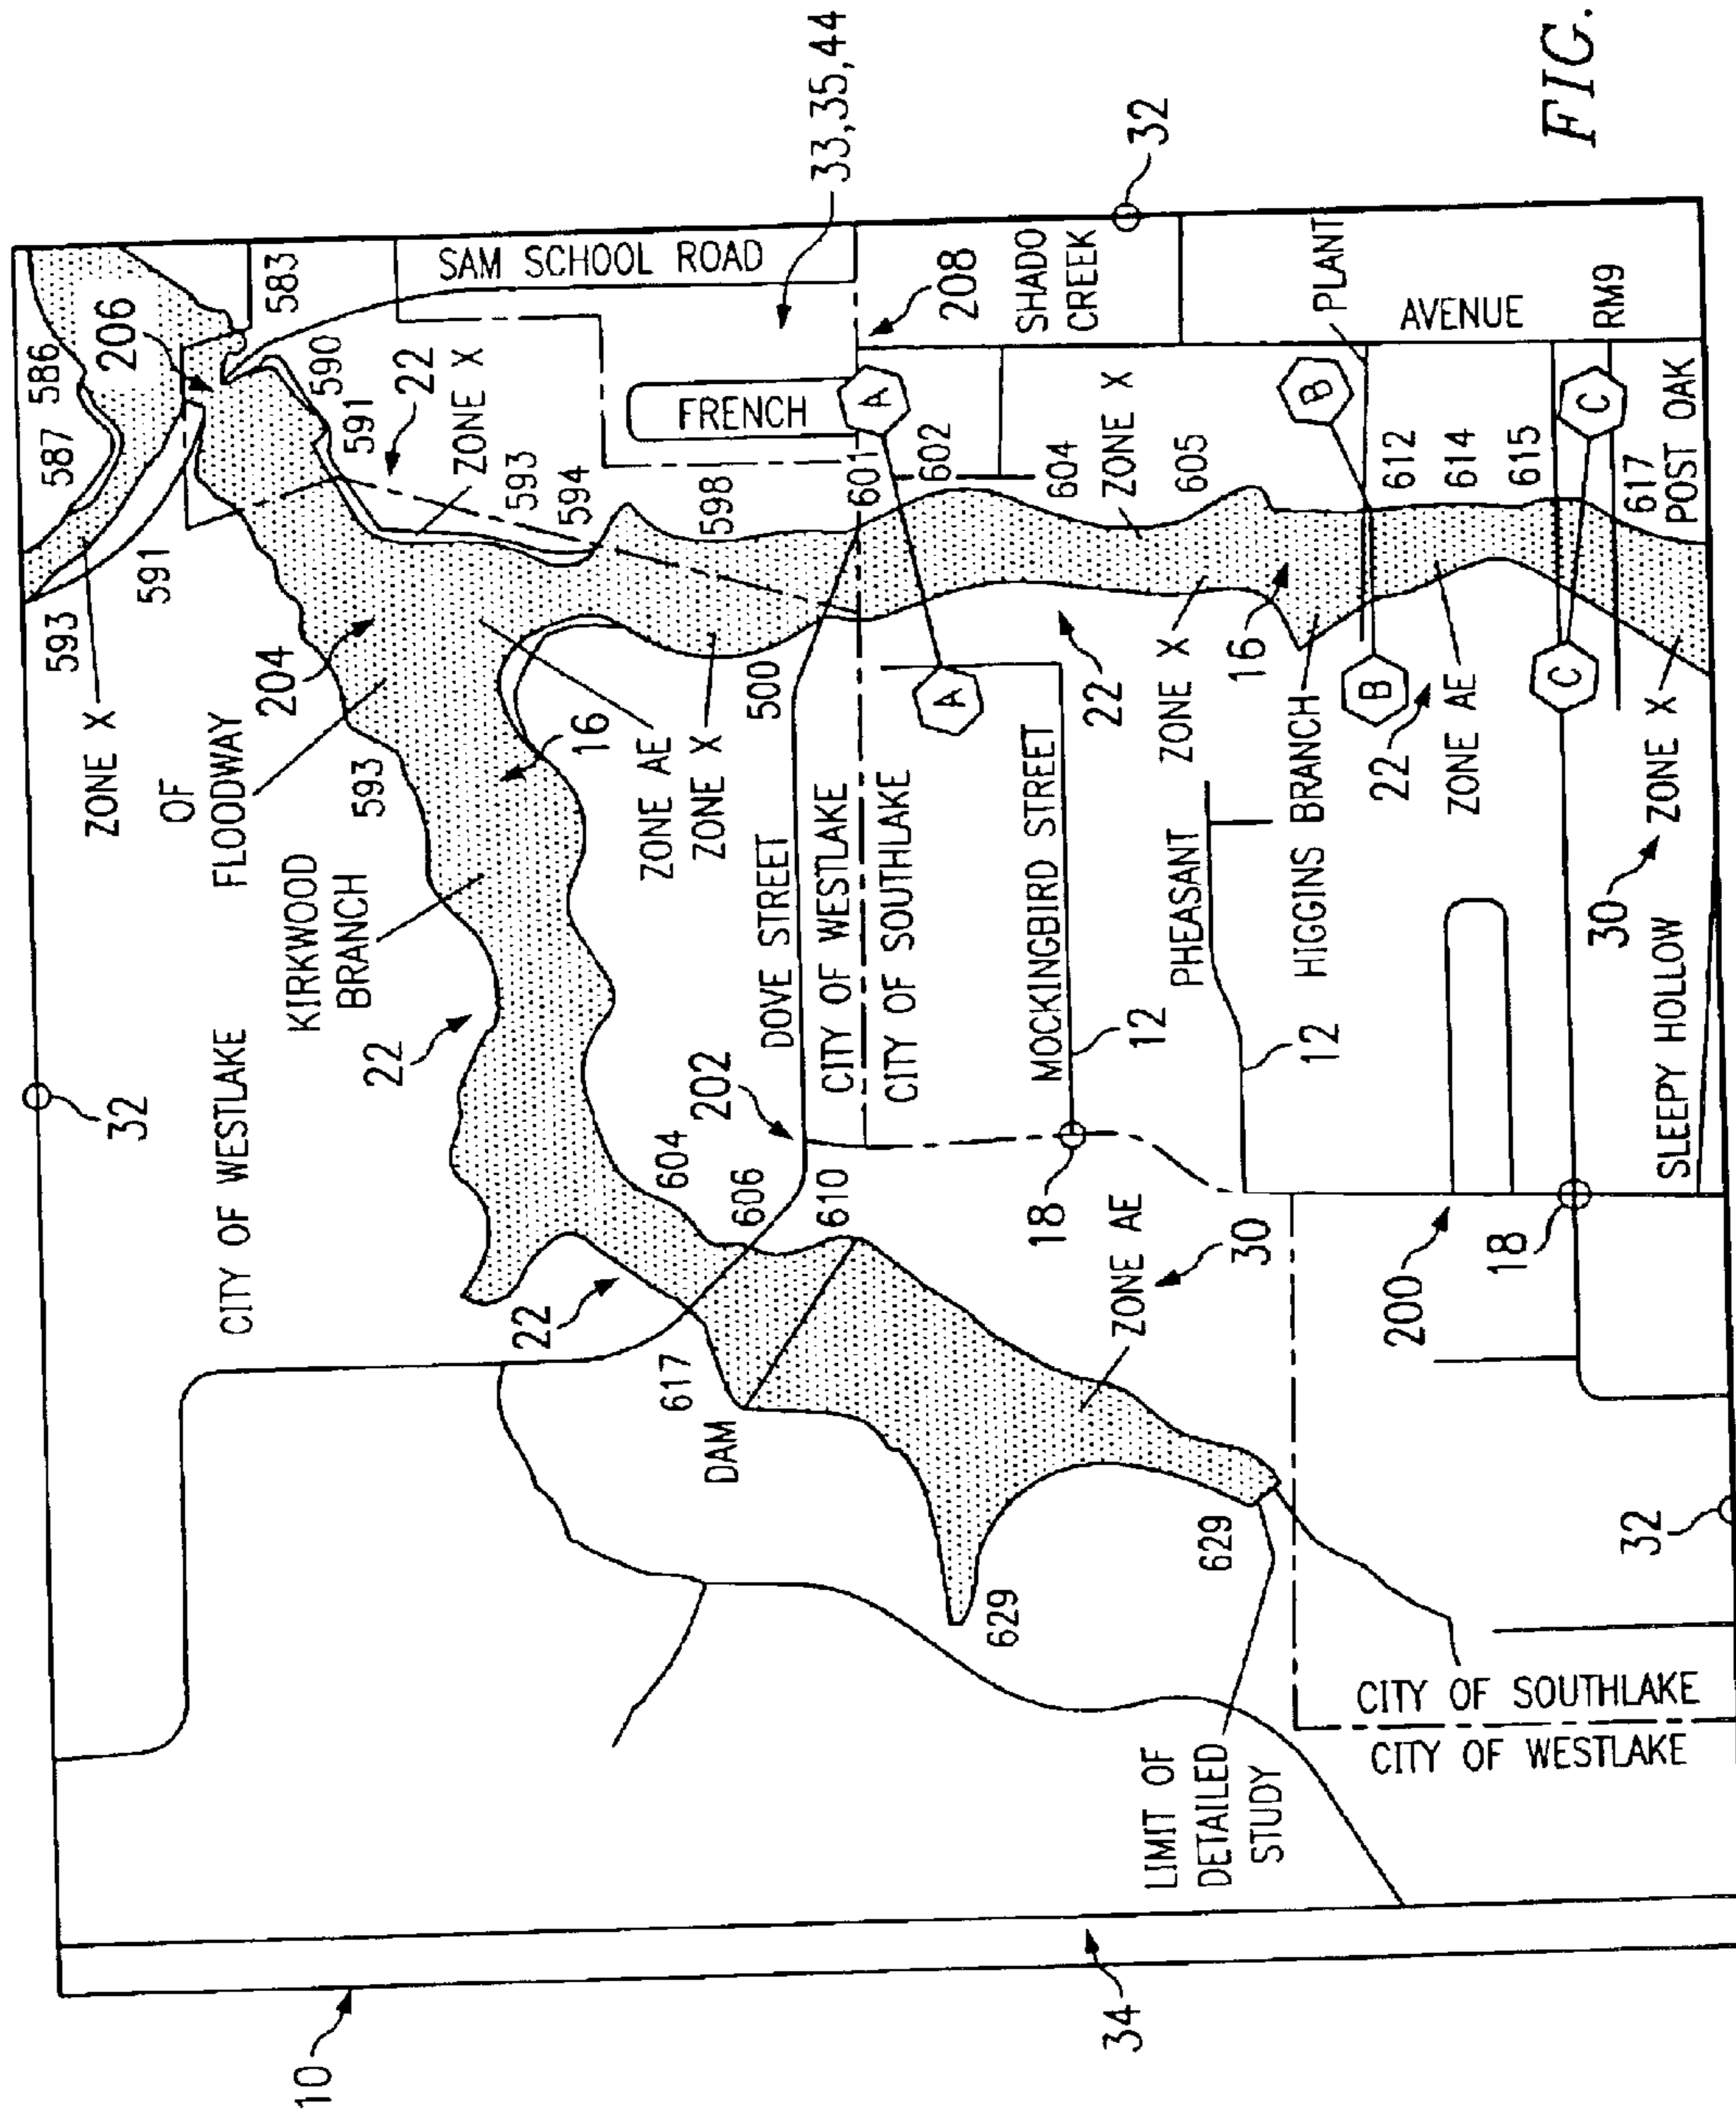 10
34
32
CITY OF WESTLAKE
593
ZONE X
591
587
586
206
583
OF
FLOODWAY
204
593
KIRKWOOD
BRANCH
22
16
590
591
22
ZONE X
593
594
598
SAM SCHOOL ROAD
FRENCH
33,35,44
ZONE AE
ZONE X
500
DOVE STREET
CITY OF WESTLAKE
CITY OF SOUTHLAKE
202
604
606
610
22
617
DAM
629
629
LIMIT OF
DETAILED
STUDY
ZONE AE
30
601
A
602
208
SHADO
CREEK
32
A
MOCKINGBIRD STREET
12
18
22
604
ZONE X
605
ZONE X
16
PHEASANT
12
HIGGINS BRANCH
B
PLANT
B
612
614
615
22
ZONE AE
AVENUE
RM9
C
C
617
POST OAK
30
ZONE X
SLEEPY HOLLOW
200
18
32
CITY OF SOUTHLAKE
CITY OF WESTLAKE
FIG.